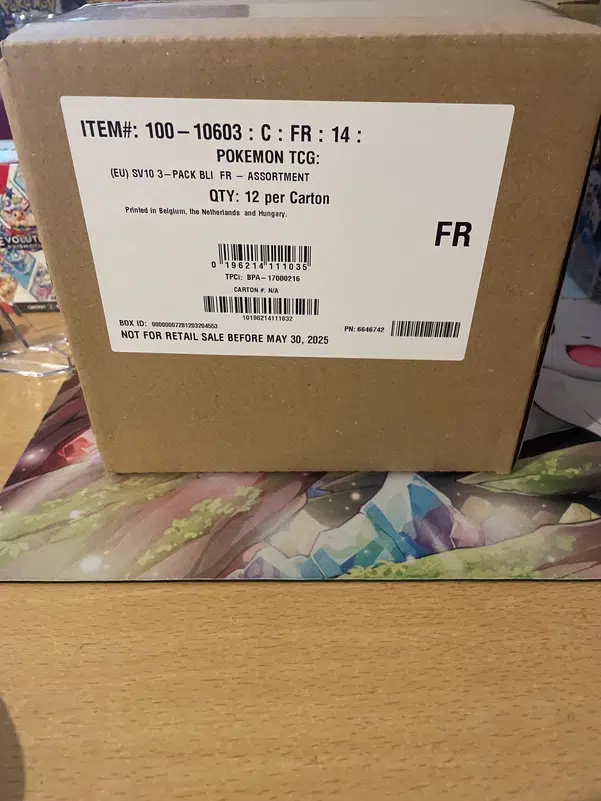 ITEM#: 100-10603 : C : FR : 14 :
POKEMON TCG:
(EU) SV10 3-PACK BLI FR - ASSORTMENT
QTY: 12 per Carton
Printed in Belgium, the Netherlands and Hungary.
FR
0 196214 111035
TPCI: BPA-17000216
CARTON #: N/A
10196214111032
BOX ID: 00000007281203204553
PN: 6646742
NOT FOR RETAIL SALE BEFORE MAY 30, 2025